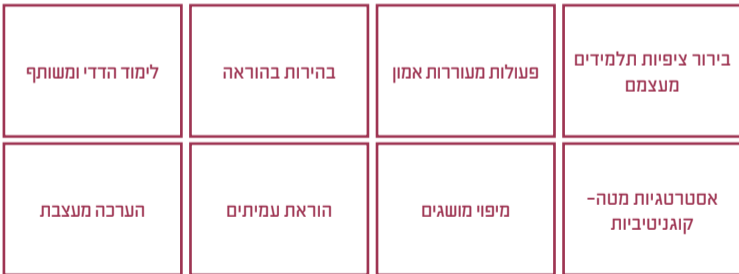 בירור ציפיות תלמידים
מעצמם
פעולות מעוררות אמון
בהירות בהוראה
לימוד הדדי ומשותף
אסטרטגיות מטה-
קוגניטיביות
מיפוי מושגים
הוראת עמיתים
הערכה מעצבת